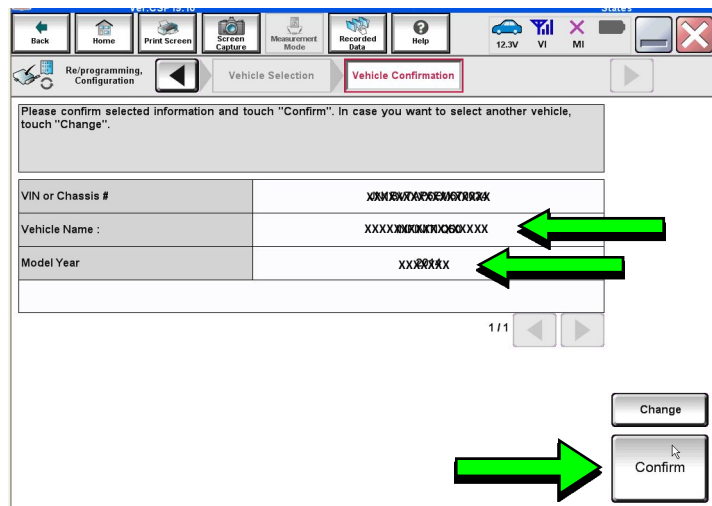 Back
Home
Print Screen
Screen
Capture
Measurement
Mode
Recorded
Data
Help
12.3V
VI
MI
Re/programming,
Configuration
Vehicle Selection
Vehicle Confirmation
Please confirm selected information and touch "Confirm". In case you want to select another vehicle,
touch "Change".
VIN or Chassis #
Vehicle Name :
Model Year
1/1
Change
Confirm